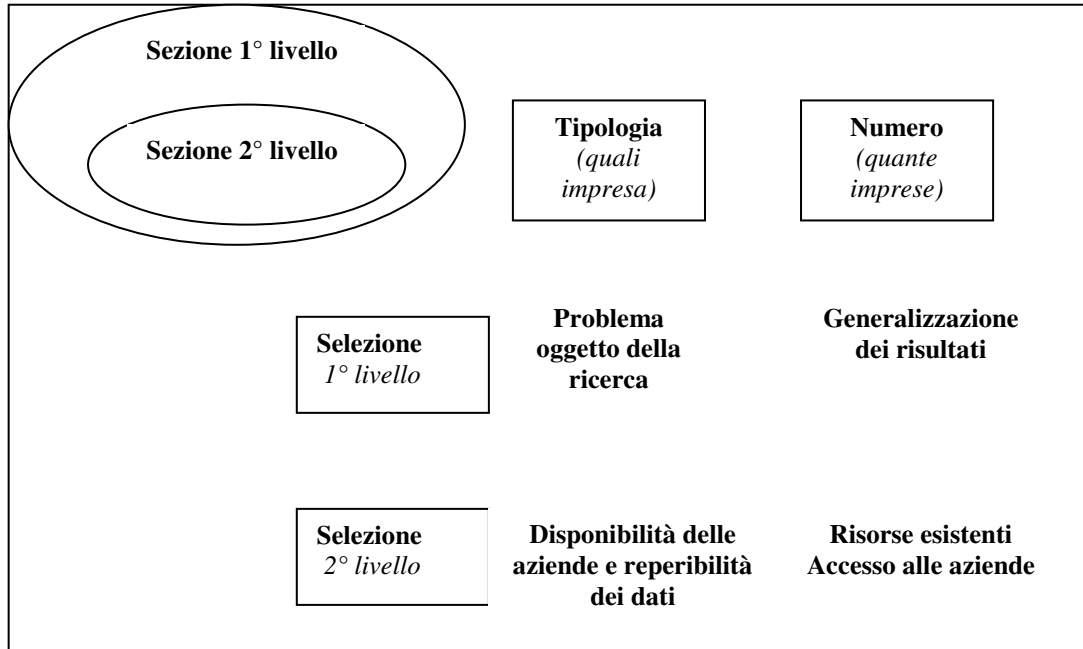 Sezione 1° livello
Sezione 2° livello
Tipologia
(quali
impresa)
Numero
(quante
imprese)
Selezione
1° livello
Problema
oggetto della
ricerca
Generalizzazione
dei risultati
Selezione
2° livello
Disponibilità delle
aziende e reperibilità
dei dati
Risorse esistenti
Accesso alle aziende